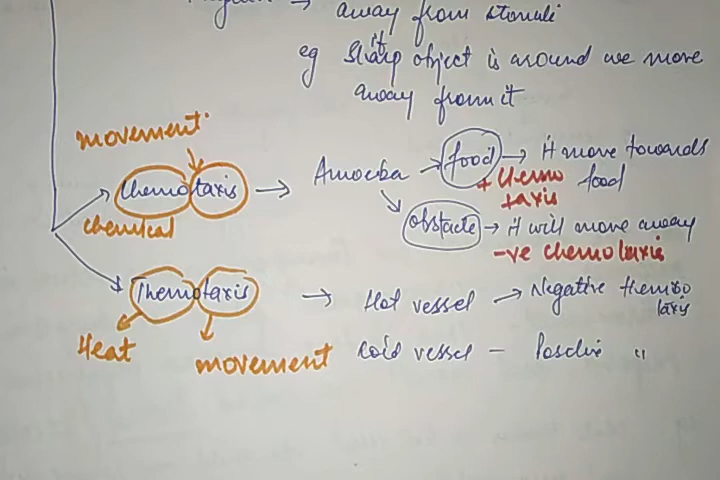 → away from stimuli
eg If Sharp object is around we move
away from it
movement
Chemotaxis → Amoeba → food → It move towards food
chemical
+ Chemo taxis
obstacle → It will move away
-ve chemotaxis
Themotaxis → Hot vessel → Negative thermo taxis
Heat
movement
Cold vessel – Positive "